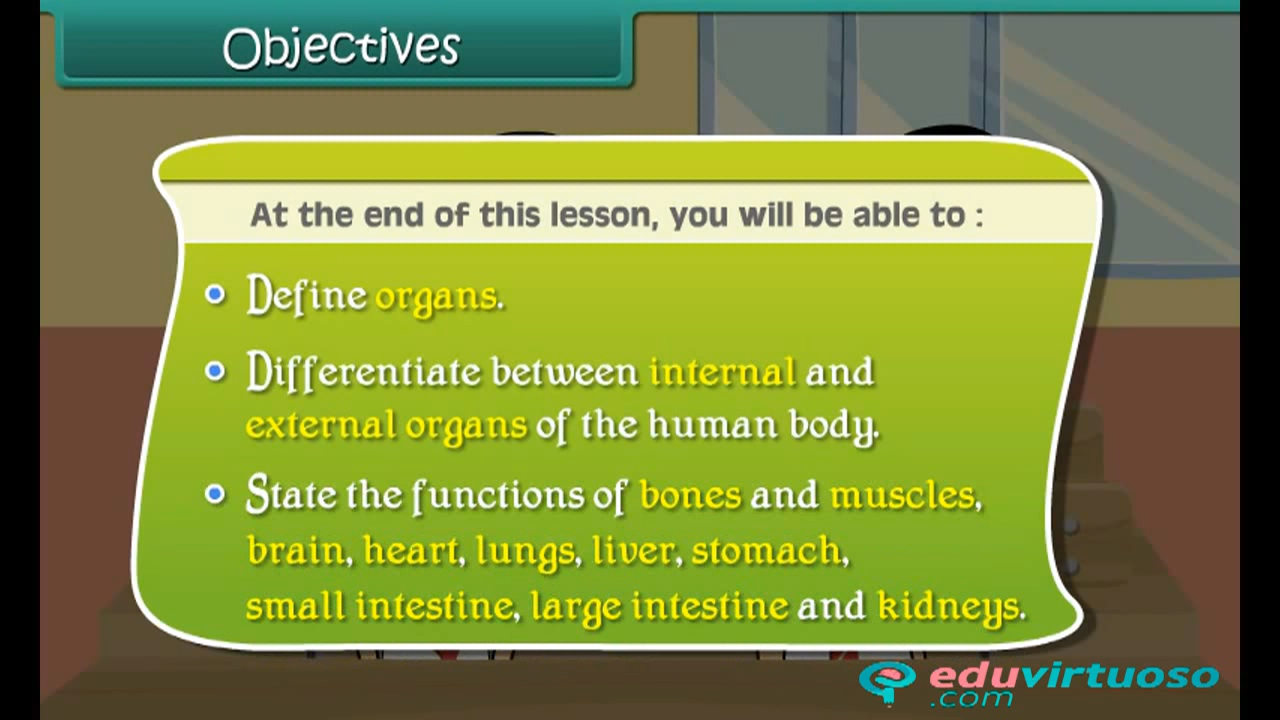 Objectives
At the end of this lesson, you will be able to :
Define organs.
Differentiate between internal and
external organs of the human body.
State the functions of bones and muscles,
brain, heart, lungs, liver, stomach,
small intestine, large intestine and kidneys.
eduvirtuoso
.com